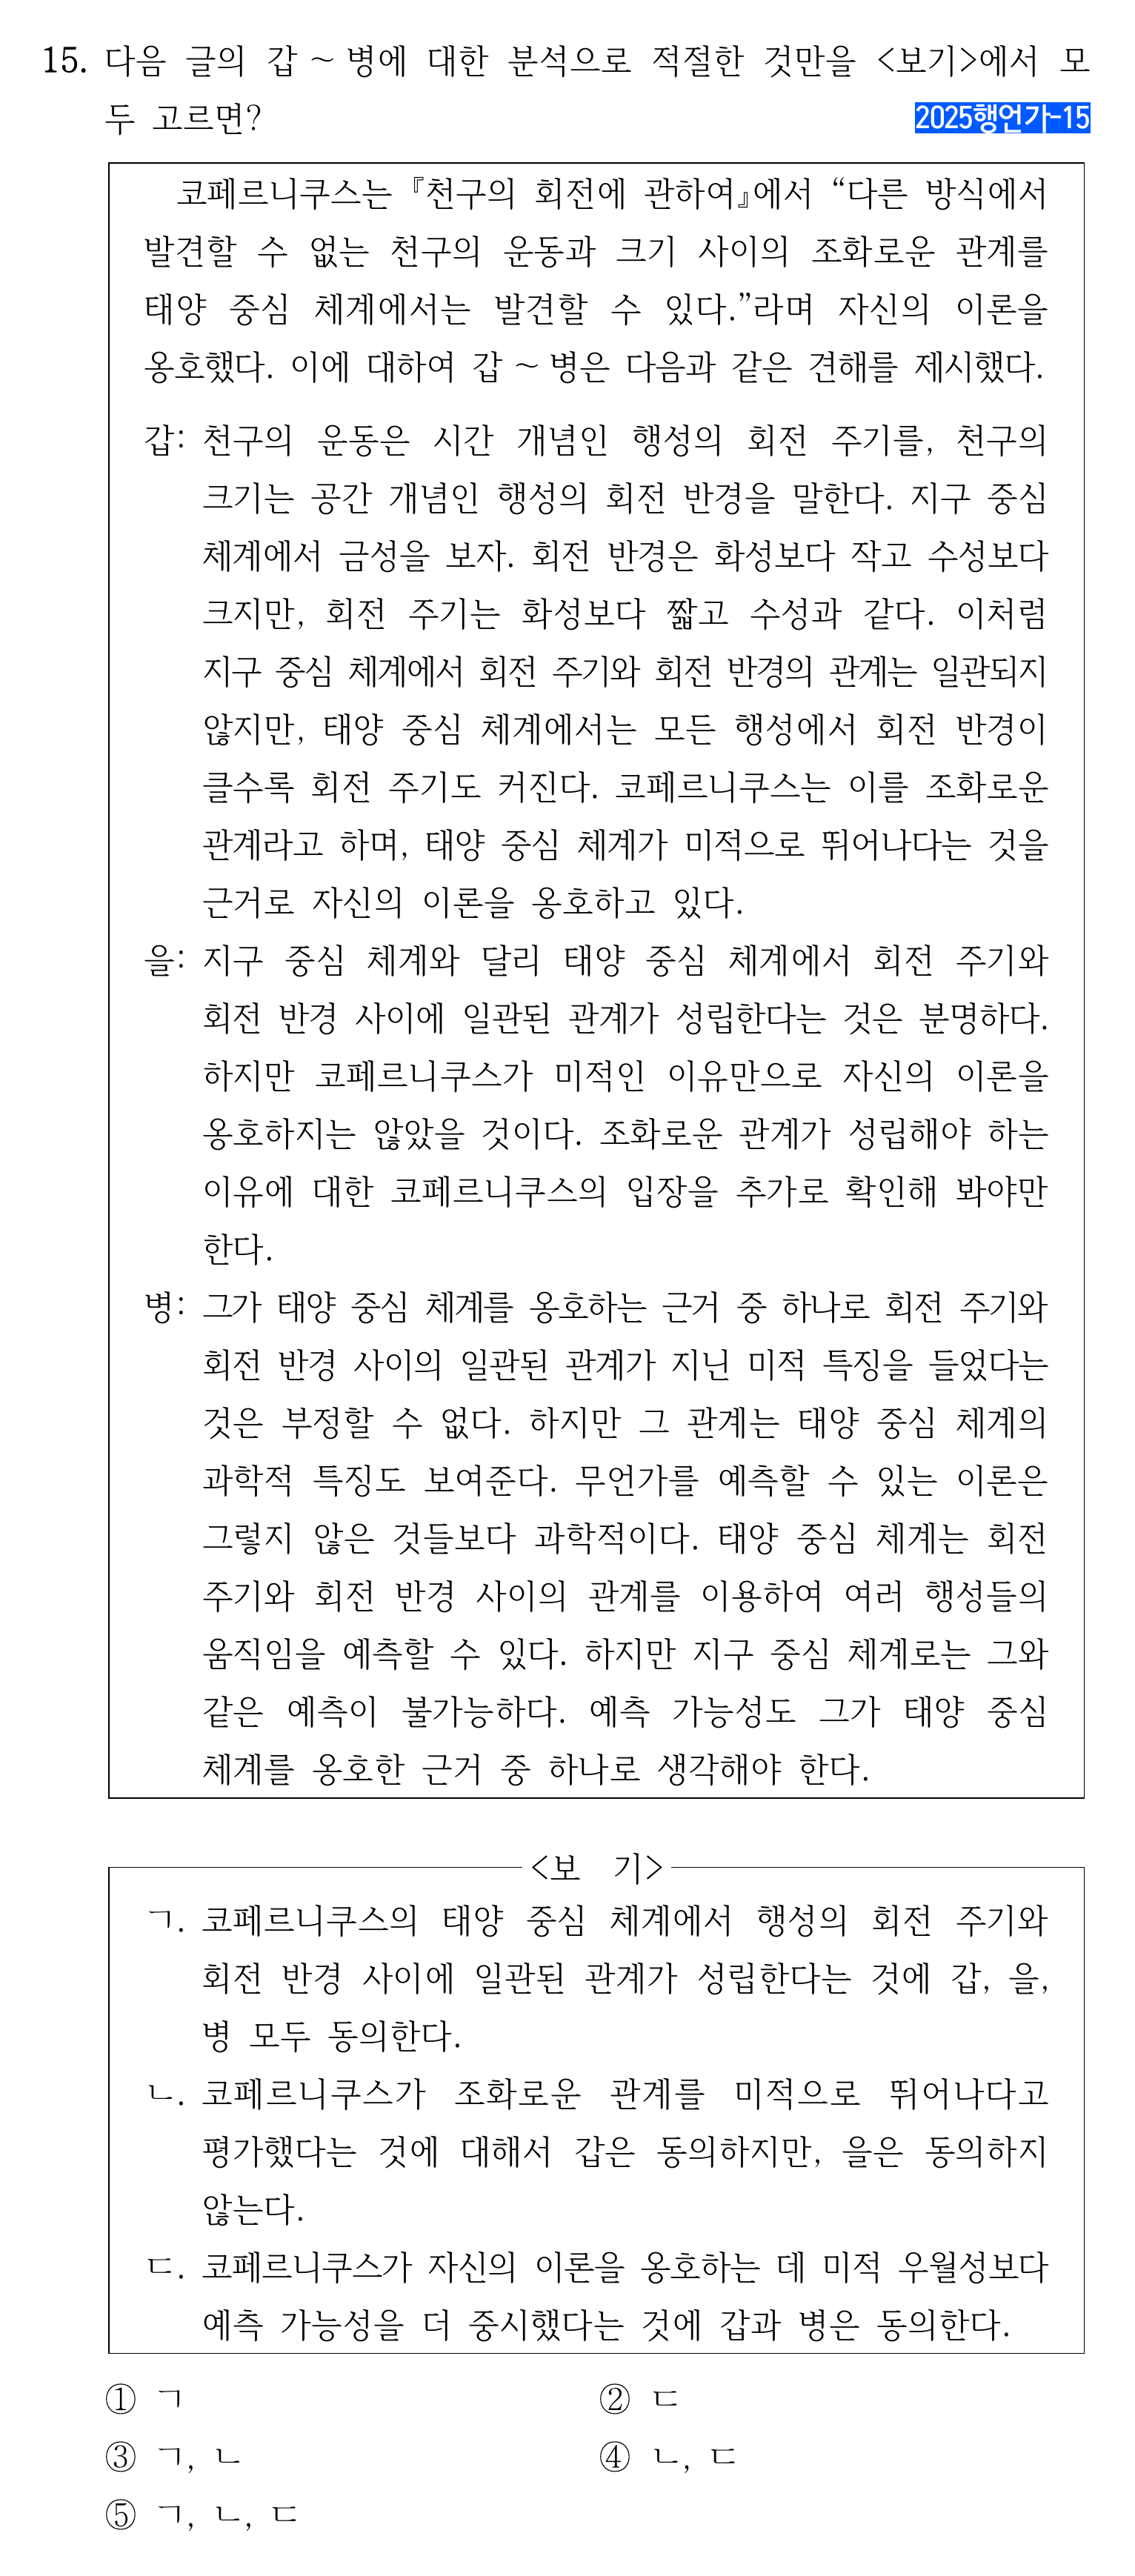 15. 다음 글의 갑 ~ 병에 대한 분석으로 적절한 것만을 <보기>에서 모
두 고르면? 2025행언가-15
코페르니쿠스는 『천구의 회전에 관하여』에서 “다른 방식에서
발견할 수 없는 천구의 운동과 크기 사이의 조화로운 관계를
태양 중심 체계에서는 발견할 수 있다.”라며 자신의 이론을
옹호했다. 이에 대하여 갑 ~ 병은 다음과 같은 견해를 제시했다.
갑: 천구의 운동은 시간 개념인 행성의 회전 주기를, 천구의
크기는 공간 개념인 행성의 회전 반경을 말한다. 지구 중심
체계에서 금성을 보자. 회전 반경은 화성보다 작고 수성보다
크지만, 회전 주기는 화성보다 짧고 수성과 같다. 이처럼
지구 중심 체계에서 회전 주기와 회전 반경의 관계는 일관되지
않지만, 태양 중심 체계에서는 모든 행성에서 회전 반경이
클수록 회전 주기도 커진다. 코페르니쿠스는 이를 조화로운
관계라고 하며, 태양 중심 체계가 미적으로 뛰어나다는 것을
근거로 자신의 이론을 옹호하고 있다.
을: 지구 중심 체계와 달리 태양 중심 체계에서 회전 주기와
회전 반경 사이에 일관된 관계가 성립한다는 것은 분명하다.
하지만 코페르니쿠스가 미적인 이유만으로 자신의 이론을
옹호하지는 않았을 것이다. 조화로운 관계가 성립해야 하는
이유에 대한 코페르니쿠스의 입장을 추가로 확인해 봐야만
한다.
병: 그가 태양 중심 체계를 옹호하는 근거 중 하나로 회전 주기와
회전 반경 사이의 일관된 관계가 지닌 미적 특징을 들었다는
것은 부정할 수 없다. 하지만 그 관계는 태양 중심 체계의
과학적 특징도 보여준다. 무언가를 예측할 수 있는 이론은
그렇지 않은 것들보다 과학적이다. 태양 중심 체계는 회전
주기와 회전 반경 사이의 관계를 이용하여 여러 행성들의
움직임을 예측할 수 있다. 하지만 지구 중심 체계로는 그와
같은 예측이 불가능하다. 예측 가능성도 그가 태양 중심
체계를 옹호한 근거 중 하나로 생각해야 한다.
<보 기>
ㄱ. 코페르니쿠스의 태양 중심 체계에서 행성의 회전 주기와
회전 반경 사이에 일관된 관계가 성립한다는 것에 갑, 을,
병 모두 동의한다.
ㄴ. 코페르니쿠스가 조화로운 관계를 미적으로 뛰어나다고
평가했다는 것에 대해서 갑은 동의하지만, 을은 동의하지
않는다.
ㄷ. 코페르니쿠스가 자신의 이론을 옹호하는 데 미적 우월성보다
예측 가능성을 더 중시했다는 것에 갑과 병은 동의한다.
① ㄱ ② ㄷ
③ ㄱ, ㄴ ④ ㄴ, ㄷ
⑤ ㄱ, ㄴ, ㄷ